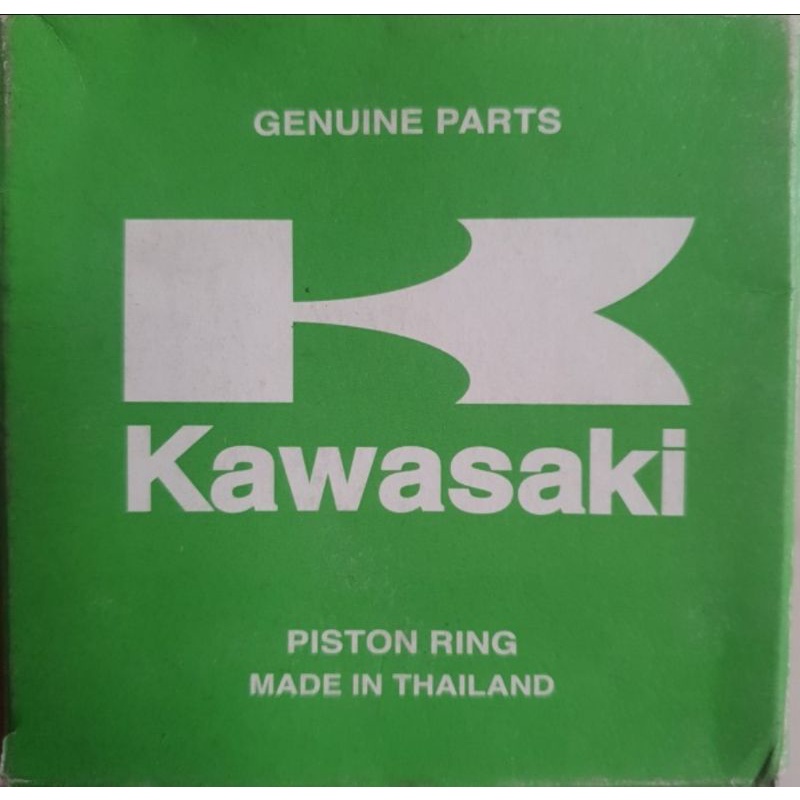 GENUINE PARTS
Kawasaki
PISTON RING
MADE IN THAILAND